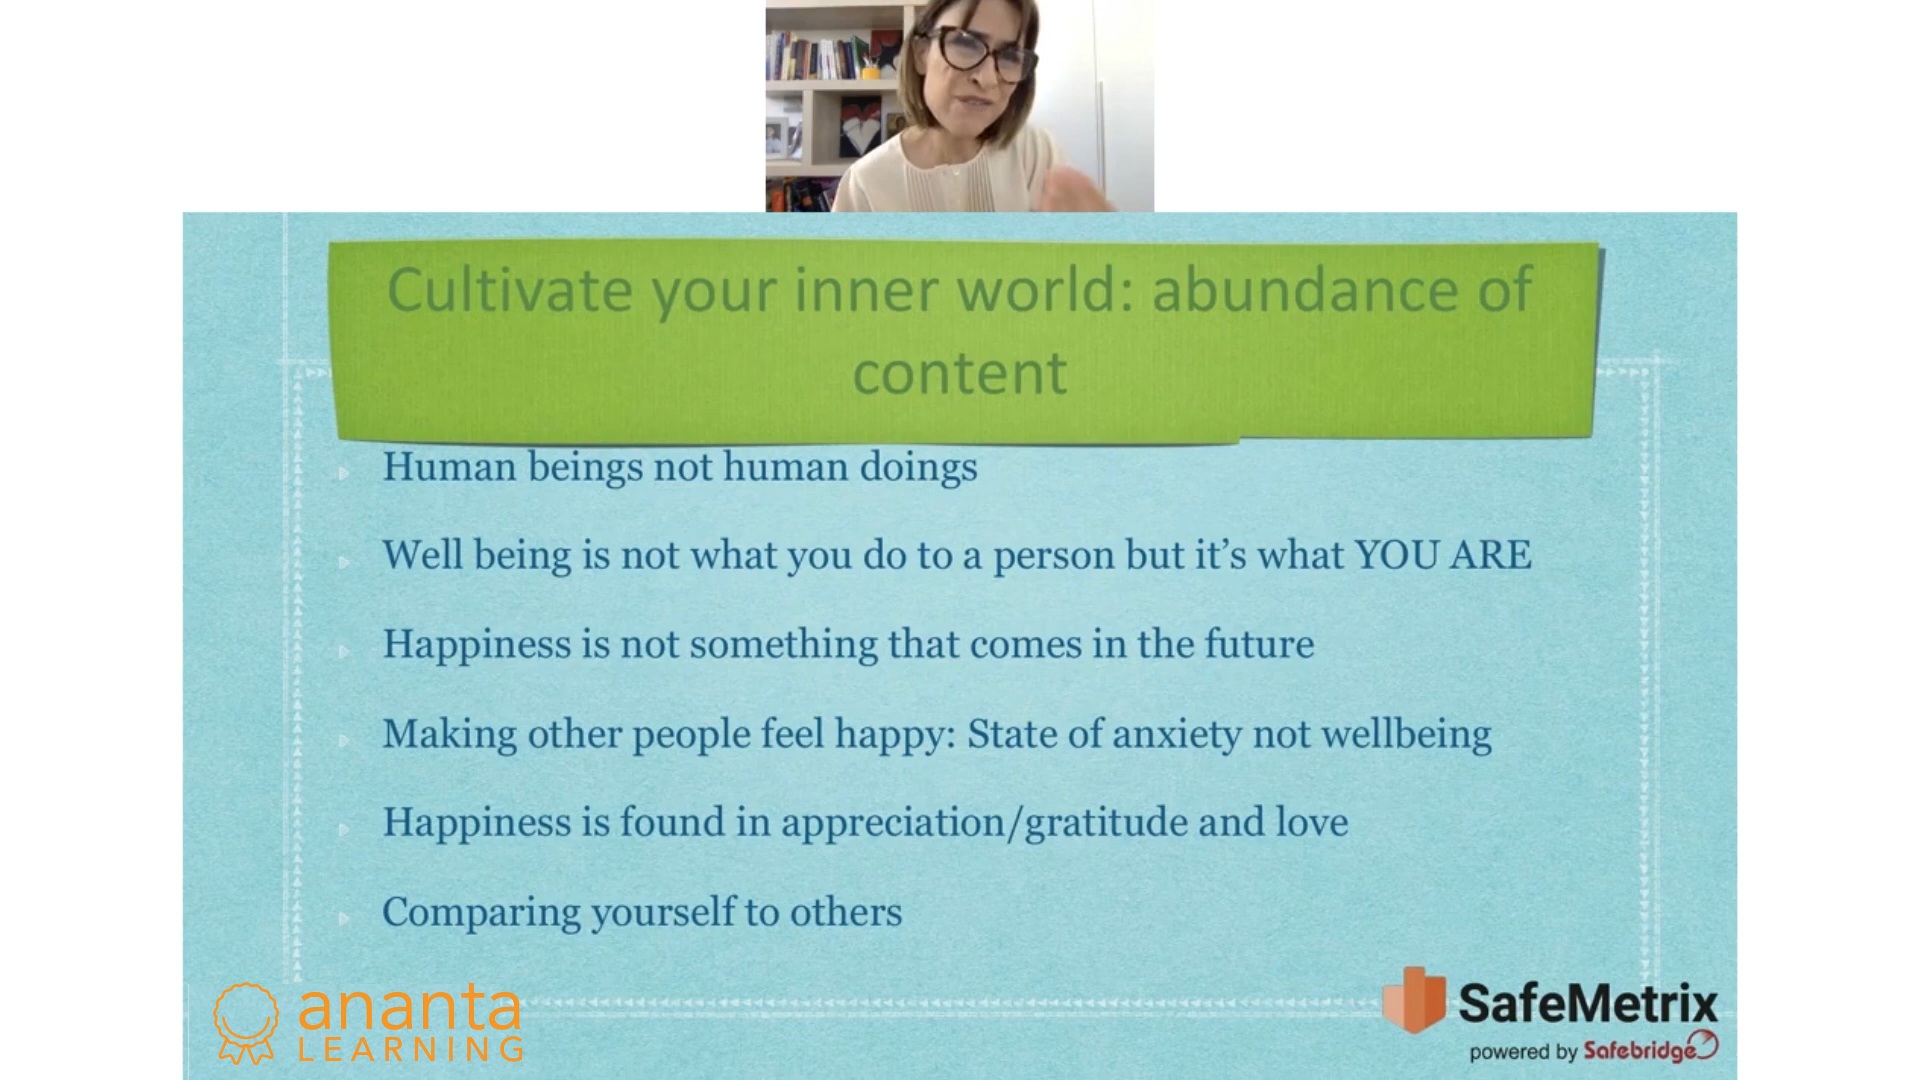 Cultivate your inner world: abundance of
content
Human beings not human doings
Well being is not what you do to a person but it’s what YOU ARE
Happiness is not something that comes in the future
Making other people feel happy: State of anxiety not wellbeing
Happiness is found in appreciation/gratitude and love
Comparing yourself to others
ananta
LEARNING
SafeMetrix
powered by Safebridge